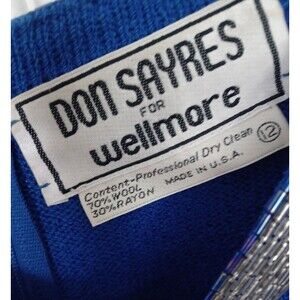 DON SAYRES
FOR
wellmore
Content-Professional Dry Clean
70% WOOL
30% RAYON MADE IN U.S.A.
12